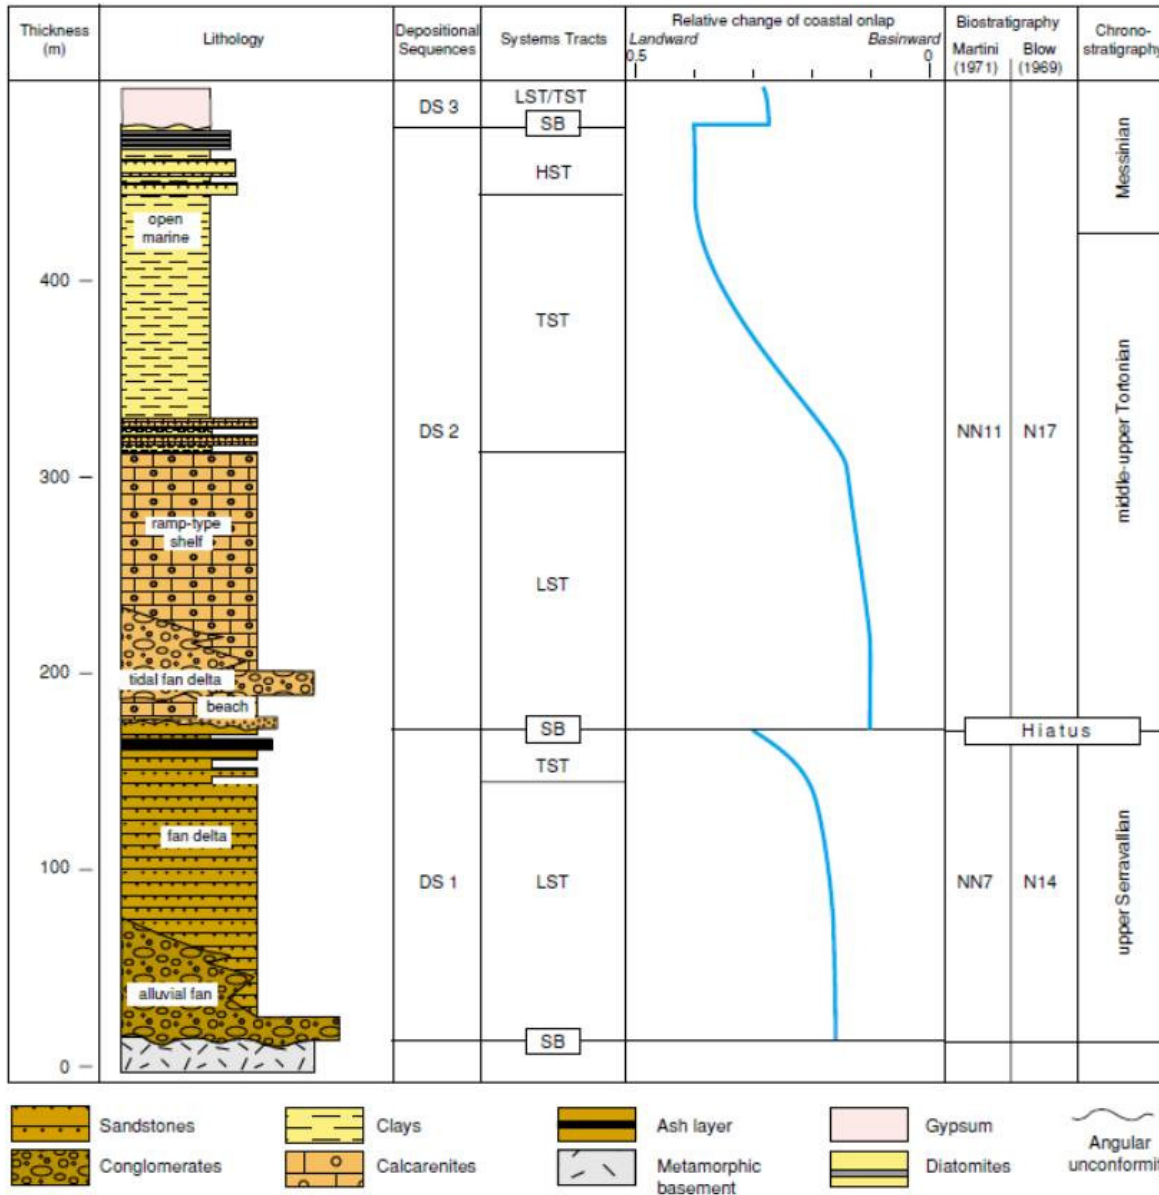 Thickness
(m)
Lithology
Depositional
Sequences
Systems Tracts
Relative change of coastal onlap
Landward
Basinward
0.5
0
Biostratigraphy
Martini
(1971)
Blow
(1969)
Chrono-
stratigraphy
DS 3
LST/TST
SB
HST
Messinian
open
marine
400
TST
DS 2
NN11
N17
middle-upper Tortonian
300
ramp-type
shelf
LST
200
tidal fan delta
beach
SB
Hiatus
TST
fan delta
100
DS 1
LST
NN7
N14
upper Serravallian
alluvial fan
SB
0
Sandstones
Clays
Ash layer
Gypsum
Angular
unconformit
Conglomerates
Calcarenites
Metamorphic
basement
Diatomites